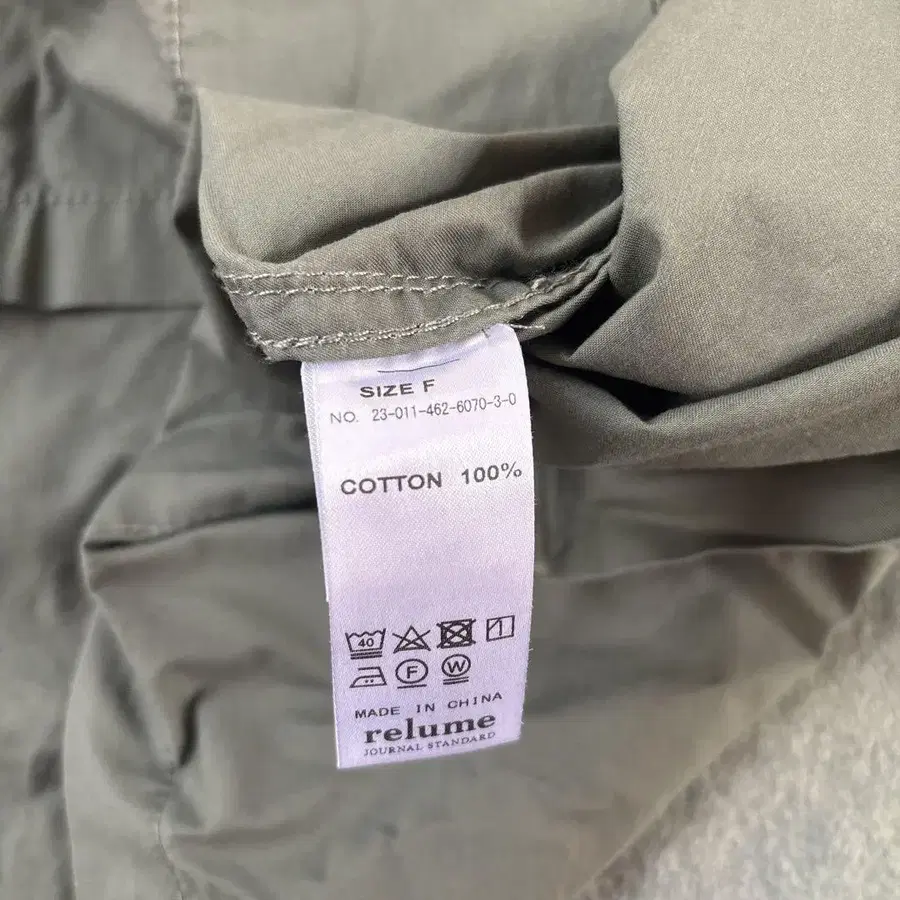 SIZE F
NO. 23-011-462-6070-3-0
COTTON 100%
40
F W
MADE IN CHINA
relume
JOURNAL STANDARD